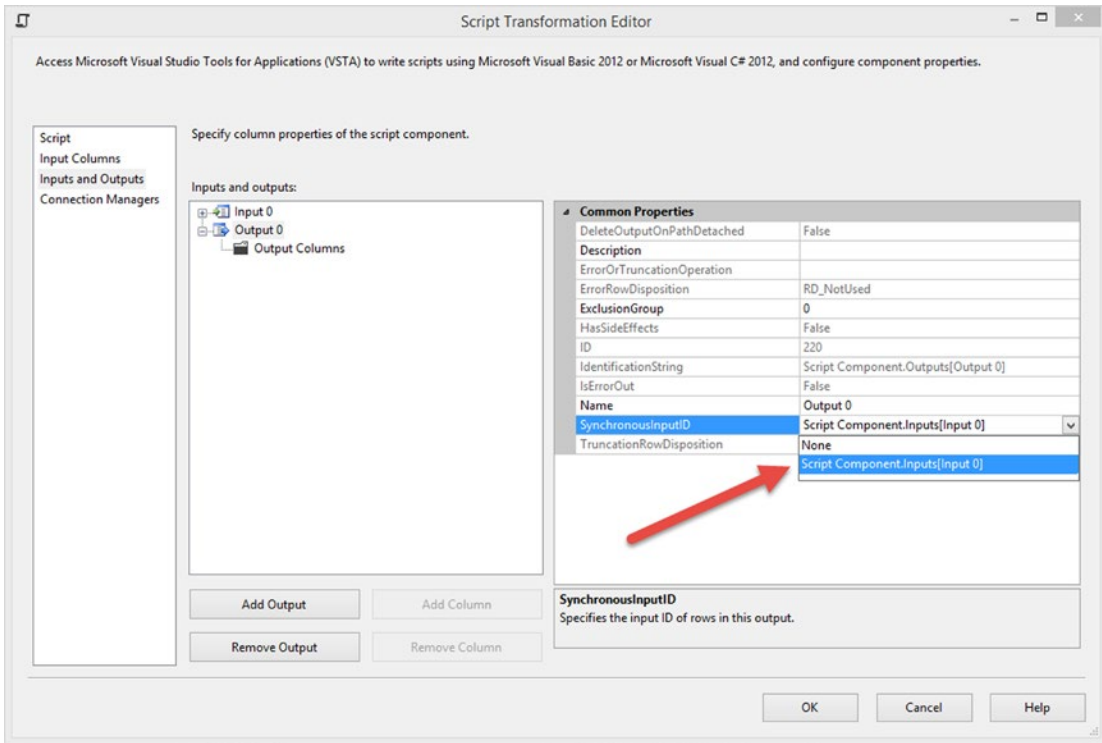 Script Transformation Editor
Access Microsoft Visual Studio Tools for Applications (VSTA) to write scripts using Microsoft Visual Basic 2012 or Microsoft Visual C# 2012, and configure component properties.
Script
Input Columns
Inputs and Outputs
Connection Managers
Specify column properties of the script component.
Inputs and outputs:
Input 0
Output 0
Output Columns
Common Properties
DeleteOutputOnPathDetached False
Description
ErrorOrTruncationOperation
ErrorRowDisposition RD_NotUsed
ExclusionGroup 0
HasSideEffects False
ID 220
IdentificationString Script Component.Outputs[Output 0]
IsErrorOut False
Name Output 0
SynchronousInputID Script Component.Inputs[Input 0]
TruncationRowDisposition None
Script Component.Inputs[Input 0]
Add Output Add Column
Remove Output Remove Column
SynchronousInputID
Specifies the input ID of rows in this output.
OK Cancel Help